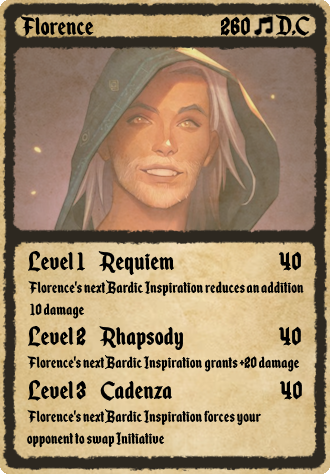 Florence 260 🎵 D.C
Level 1 Requiem 40
Florence's next Bardic Inspiration reduces an addition
10 damage
Level 2 Rhapsody 40
Florence's next Bardic Inspiration grants +20 damage
Level 3 Cadenza 40
Florence's next Bardic Inspiration forces your
opponent to swap Initiative